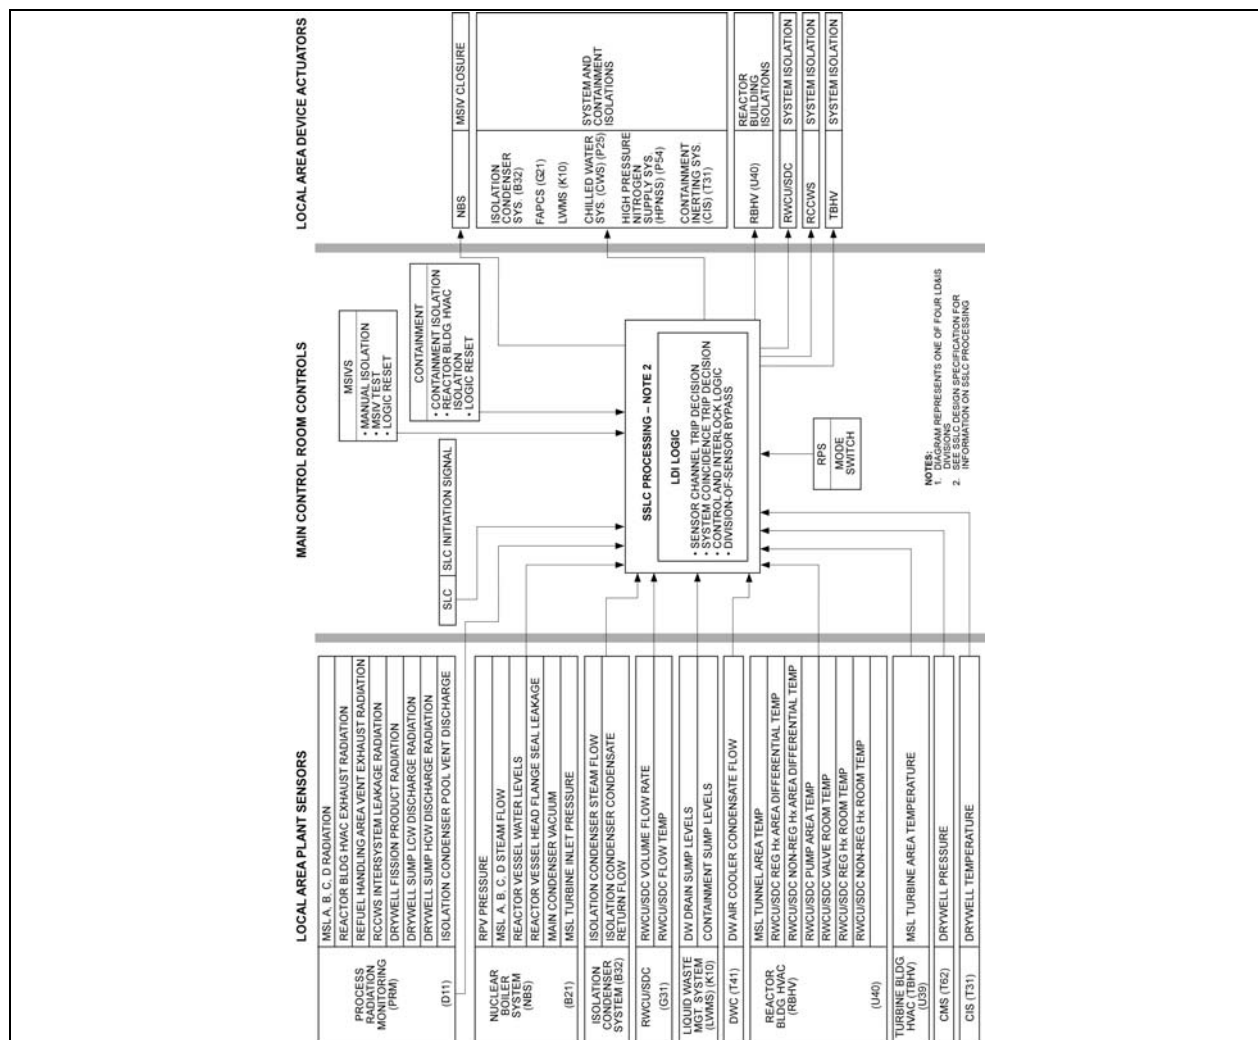 LOCAL AREA PLANT SENSORS
MAIN CONTROL ROOM CONTROLS
LOCAL AREA DEVICE ACTUATORS
PROCESS
RADIATION
MONITORING
(PRM)
(D11)
MSL A, B, C, D RADIATION
REACTOR BLDG HVAC EXHAUST RADIATION
REFUEL HANDLING AREA VENT EXHAUST RADIATION
RCCWS INTERSYSTEM LEAKAGE RADIATION
DRYWELL FISSION PRODUCT RADIATION
DRYWELL SUMP LCW DISCHARGE RADIATION
DRYWELL SUMP HCW DISCHARGE RADIATION
ISOLATION CONDENSER POOL VENT DISCHARGE
NUCLEAR
BOILER
SYSTEM
(NBS)
(B21)
RPV PRESSURE
MSL A, B, C, D STEAM FLOW
REACTOR VESSEL WATER LEVELS
REACTOR VESSEL HEAD FLANGE SEAL LEAKAGE
MAIN CONDENSER VACUUM
MSL TURBINE INLET PRESSURE
ISOLATION
CONDENSER
SYSTEM (B32)
ISOLATION CONDENSER STEAM FLOW
ISOLATION CONDENSER CONDENSATE
RETURN FLOW
RWCU/SDC
(G31)
RWCU/SDC VOLUME FLOW RATE
RWCU/SDC FLOW TEMP
LIQUID WASTE
MGT SYSTEM
(LWMS) (K10)
DW DRAIN SUMP LEVELS
CONTAINMENT SUMP LEVELS
DWC (T41)
DW AIR COOLER CONDENSATE FLOW
REACTOR
BLDG HVAC
(RBHV)
(U40)
MSL TUNNEL AREA TEMP
RWCU/SDC REG Hx AREA DIFFERENTIAL TEMP
RWCU/SDC NON-REG Hx AREA DIFFERENTIAL TEMP
RWCU/SDC PUMP AREA TEMP
RWCU/SDC VALVE ROOM TEMP
RWCU/SDC REG Hx ROOM TEMP
RWCU/SDC NON-REG Hx ROOM TEMP
TURBINE BLDG
HVAC (TBHV)
(U39)
MSL TURBINE AREA TEMPERATURE
CMS (T62)
DRYWELL PRESSURE
CIS (T31)
DRYWELL TEMPERATURE
SLC
SLC INITIATION SIGNAL
MSIVS
• MANUAL ISOLATION
• MSIV TEST
• LOGIC RESET
CONTAINMENT
• CONTAINMENT ISOLATION
• REACTOR BLDG HVAC
ISOLATION
• LOGIC RESET
SSLC PROCESSING – NOTE 2
LDI LOGIC
• SENSOR CHANNEL TRIP DECISION
• SYSTEM COINCIDENCE TRIP DECISION
• CONTROL AND INTERLOCK LOGIC
• DIVISION-OF-SENSOR BYPASS
RPS
MODE
SWITCH
NOTES:
1. DIAGRAM REPRESENTS ONE OF FOUR LD&IS
DIVISIONS
2. SEE SSLC DESIGN SPECIFICATION FOR
INFORMATION ON SSLC PROCESSING
NBS
MSIV CLOSURE
ISOLATION
CONDENSER
SYS. (B32)
FAPCS (G21)
LWMS (K10)
CHILLED WATER
SYS. (CWS) (P25)
HIGH PRESSURE
NITROGEN
SUPPLY SYS.
(HPNSS) (P54)
CONTAINMENT
INERTING SYS.
(CIS) (T31)
SYSTEM AND
CONTAINMENT
ISOLATIONS
RBHV (U40)
REACTOR
BUILDING
ISOLATIONS
RWCU/SDC
SYSTEM ISOLATION
RCCWS
SYSTEM ISOLATION
TBHV
SYSTEM ISOLATION